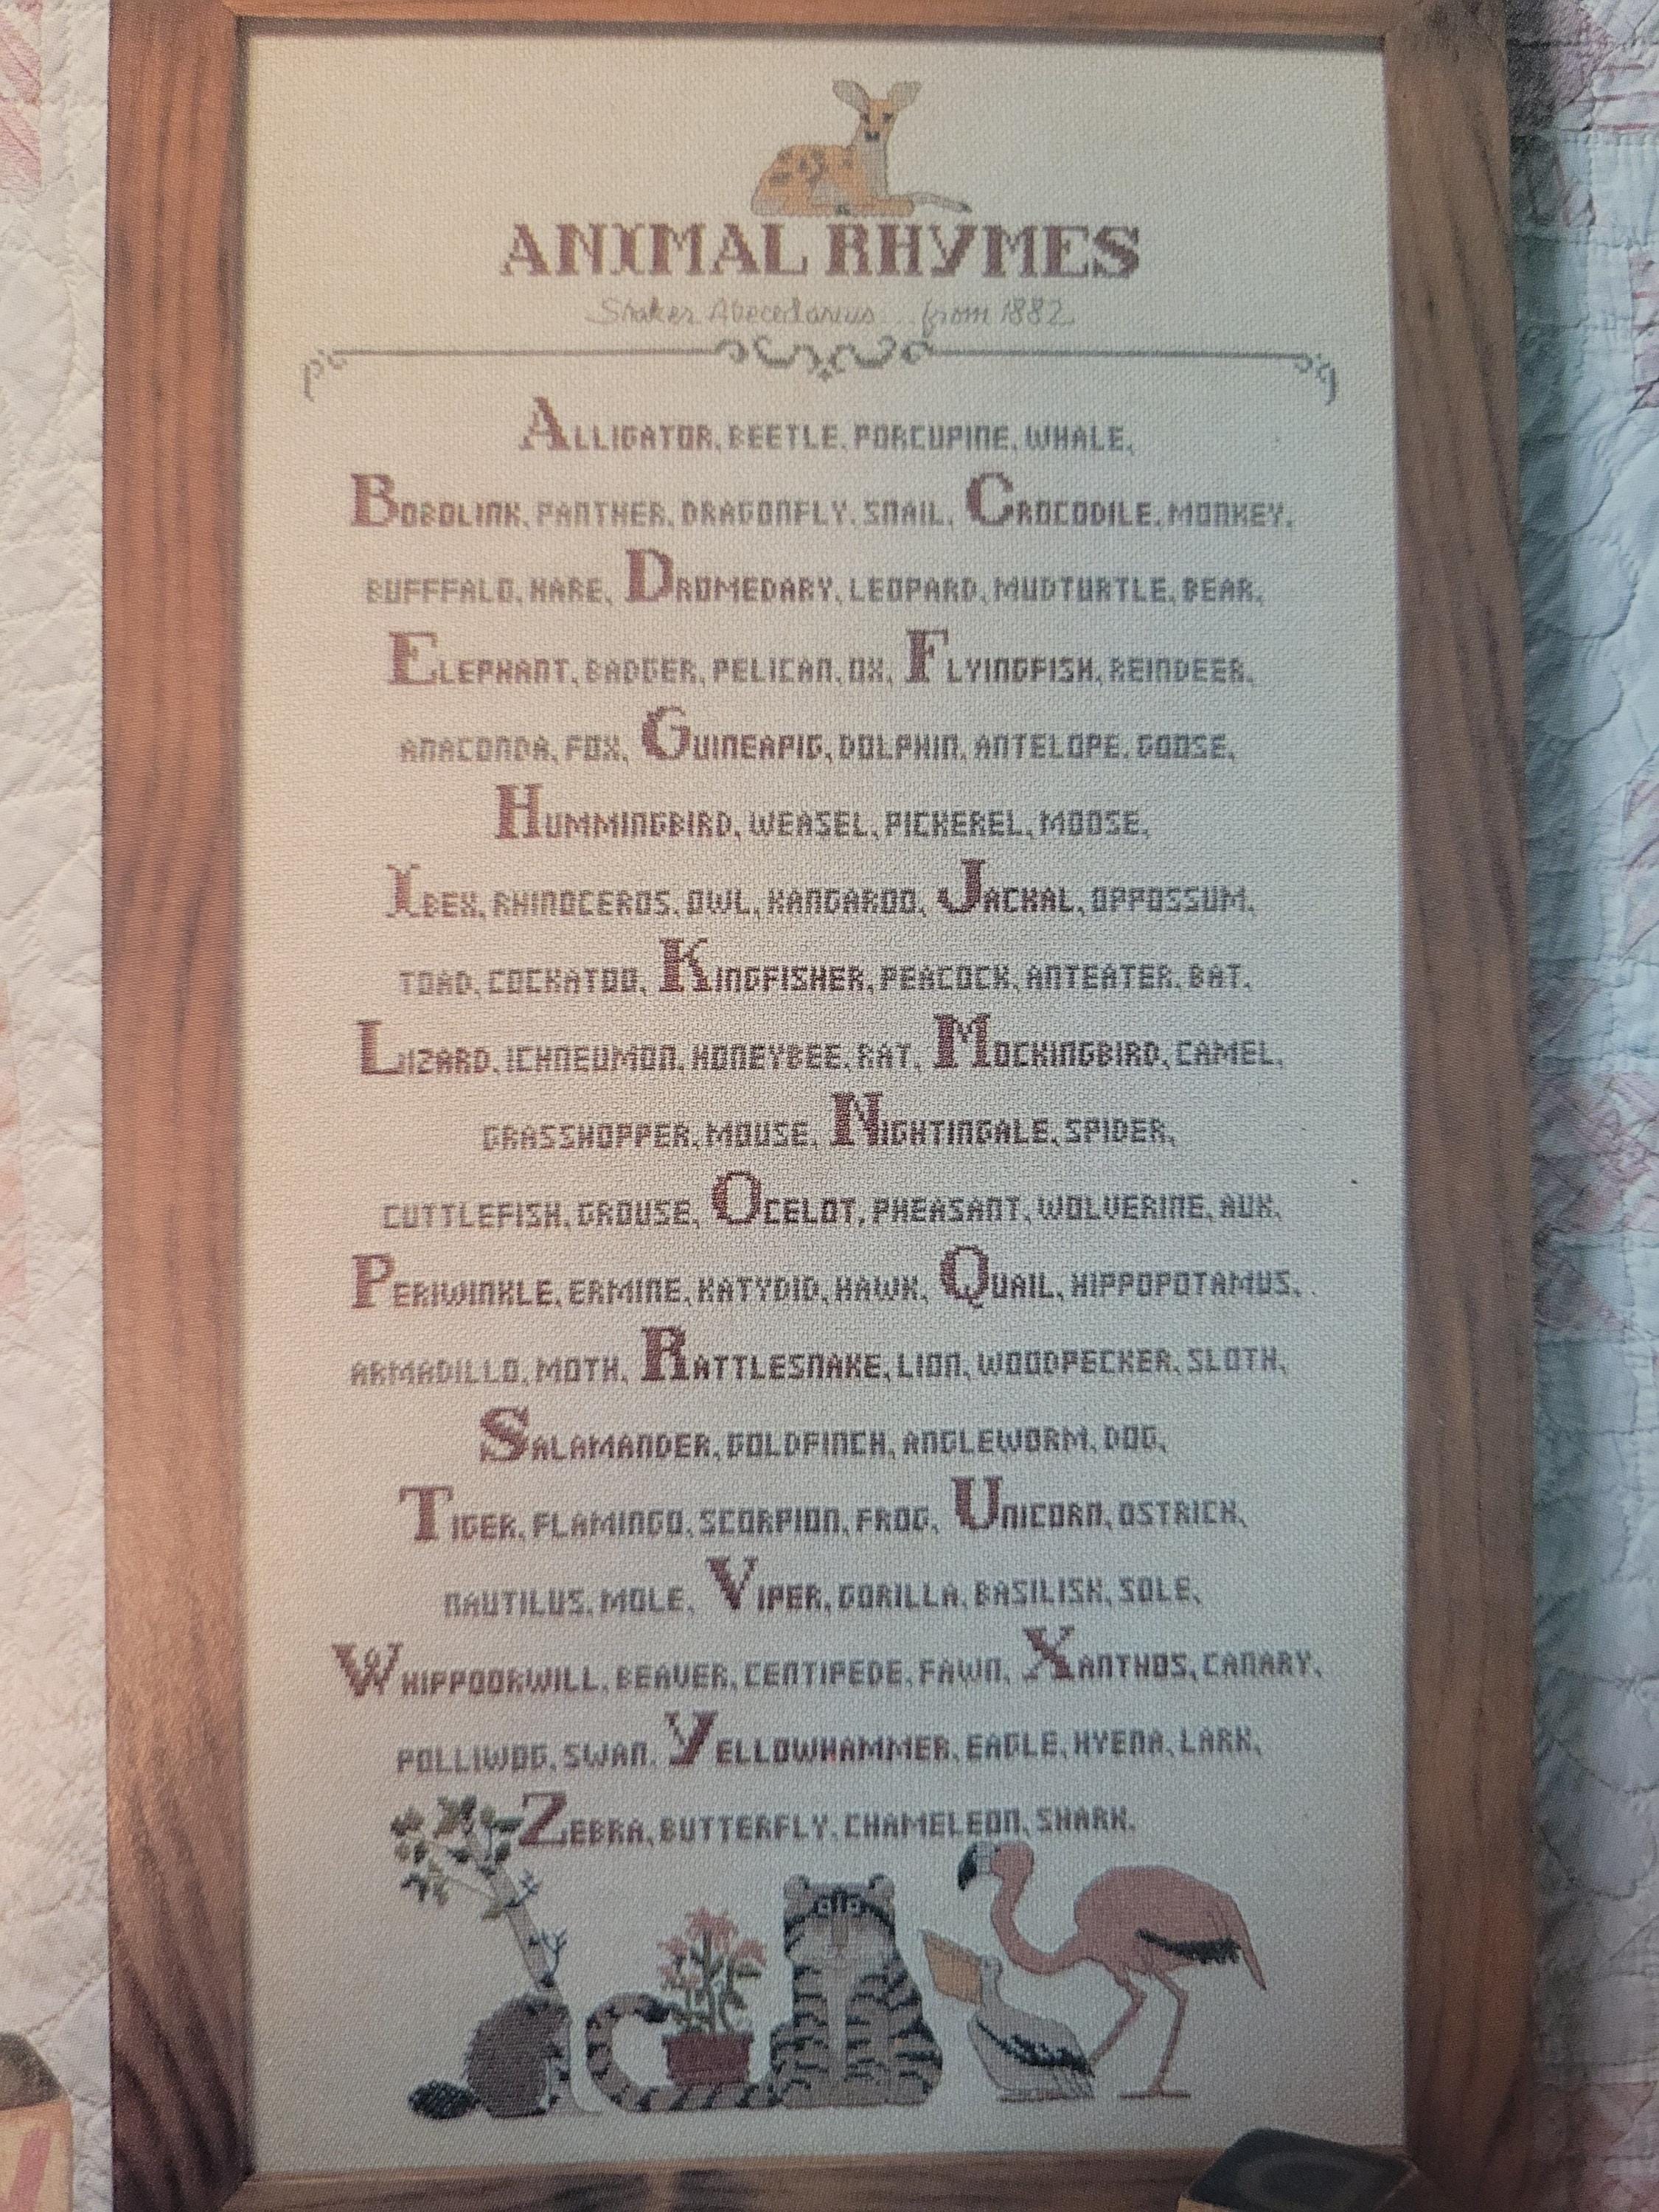 ANIMAL RHYMES
Shaker Abecedarius... from 1882
ALLIGATOR, BEETLE, PORCUPINE, WHALE,
BOBOLINK, PANTHER, DRAGONFLY, SNAIL, CROCODILE, MONKEY,
BUFFFALO, HARE, DROMEDARY, LEOPARD, MUDTURTLE, BEAR,
ELEPHANT, BADGER, PELICAN, OX, FLYINGFISH, REINDEER,
ANACONDA, FOX, GUINEAPIG, DOLPHIN, ANTELOPE, GOOSE,
HUMMINGBIRD, WEASEL, PICKEREL, MOOSE,
IBEX, RHINOCEROS, OWL, KANGAROO, JACKAL, OPPOSSUM,
TOAD, COCKATOO, KINGFISHER, PEACOCK, ANTEATER, BAT,
LIZARD, ICHNEUMON, HONEYBEE, RAT, MOCKINGBIRD, CAMEL,
GRASSHOPPER, MOUSE, NIGHTINGALE, SPIDER,
CUTTLEFISH, GROUSE, OCELOT, PHEASANT, WOLVERINE, AUK,
PERIWINKLE, ERMINE, KATYDID, HAWK, QUAIL, HIPPOPOTAMUS,
ARMADILLO, MOTH, RATTLESNAKE, LION, WOODPECKER, SLOTH,
SALAMANDER, GOLDFINCH, ANGLEWORM, DOG,
TIGER, FLAMINGO, SCORPION, FROG, UNICORN, OSTRICH,
NAUTILUS, MOLE, VIPER, GORILLA, BASILISK, SOLE,
WHIPPOORWILL, BEAVER, CENTIPEDE, FAWN, XANTHOS, CANARY,
POLLIWOG, SWAN, YELLOWHAMMER, EAGLE, HYENA, LARK,
ZEBRA, BUTTERFLY, CHAMELEON, SHARK.